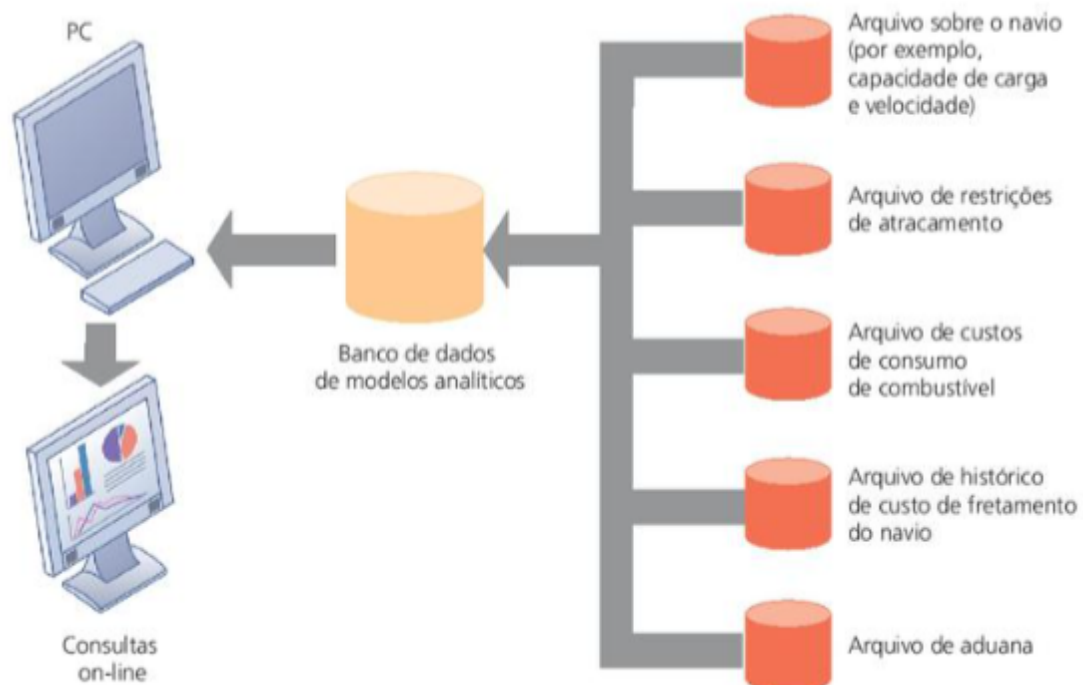 PC
Arquivo sobre o navio
(por exemplo,
capacidade de carga
e velocidade)
Arquivo de restrições
de atracamento
Banco de dados
de modelos analíticos
Arquivo de custos
de consumo
de combustível
Arquivo de histórico
de custo de fretamento
do navio
Consultas
on-line
Arquivo de aduana